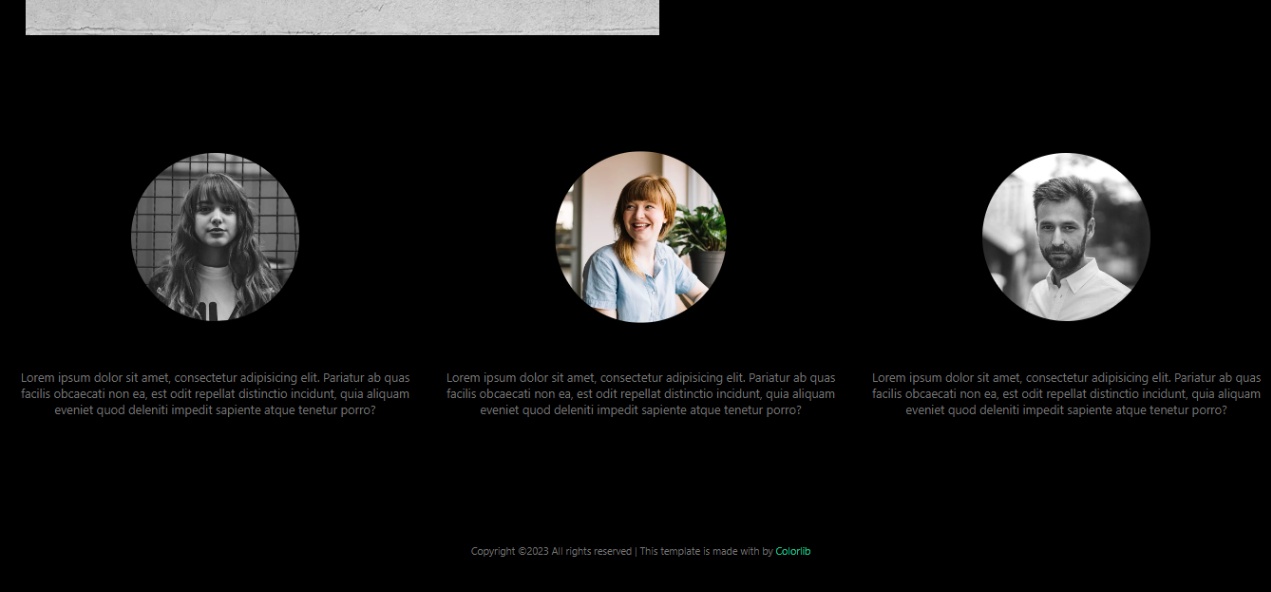 Lorem ipsum dolor sit amet, consectetur adipisicing elit. Pariatur ab quas
facilis obcaecati non ea, est odit repellat distinctio incidunt, quia aliquam
eveniet quod deleniti impedit sapiente atque tenetur porro?
Lorem ipsum dolor sit amet, consectetur adipisicing elit. Pariatur ab quas
facilis obcaecati non ea, est odit repellat distinctio incidunt, quia aliquam
eveniet quod deleniti impedit sapiente atque tenetur porro?
Lorem ipsum dolor sit amet, consectetur adipisicing elit. Pariatur ab quas
facilis obcaecati non ea, est odit repellat distinctio incidunt, quia aliquam
eveniet quod deleniti impedit sapiente atque tenetur porro?
Copyright ©2023 All rights reserved | This template is made with by Colorlib